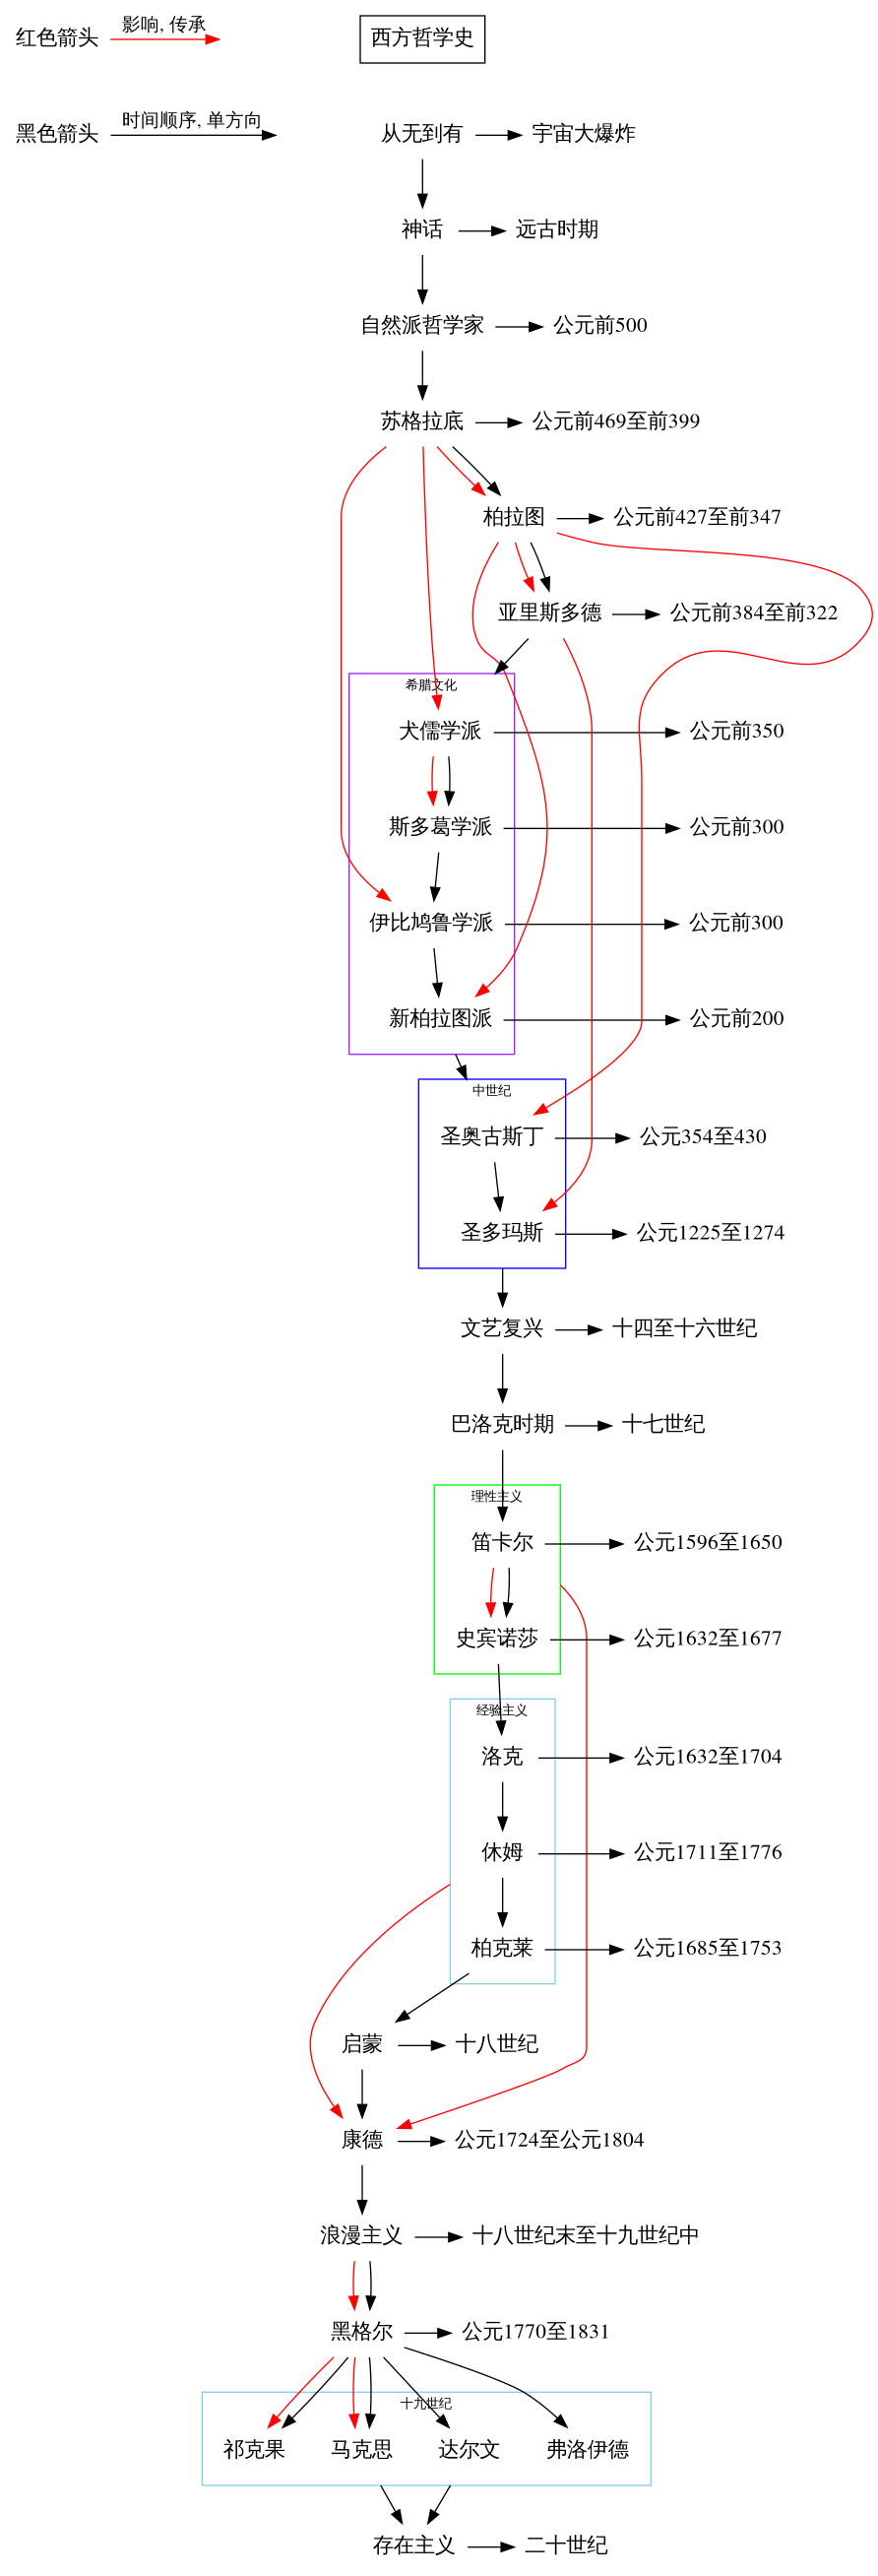 影响, 传承
红色箭头
西方哲学史
时间顺序, 单方向
黑色箭头
从无到有
宇宙大爆炸
神话
远古时期
自然派哲学家
公元前500
苏格拉底
公元前469至前399
柏拉图
公元前427至前347
亚里斯多德
公元前384至前322
希腊文化
犬儒学派
公元前350
斯多葛学派
公元前300
伊比鸠鲁学派
公元前300
新柏拉图派
公元前200
中世纪
圣奥古斯丁
公元354至430
圣多玛斯
公元1225至1274
文艺复兴
十四至十六世纪
巴洛克时期
十七世纪
理性主义
笛卡尔
公元1596至1650
史宾诺莎
公元1632至1677
经验主义
洛克
公元1632至1704
休姆
公元1711至1776
柏克莱
公元1685至1753
启蒙
十八世纪
康德
公元1724至公元1804
浪漫主义
十八世纪末至十九世纪中
黑格尔
公元1770至1831
十九世纪
祁克果
马克思
达尔文
弗洛伊德
存在主义
二十世纪